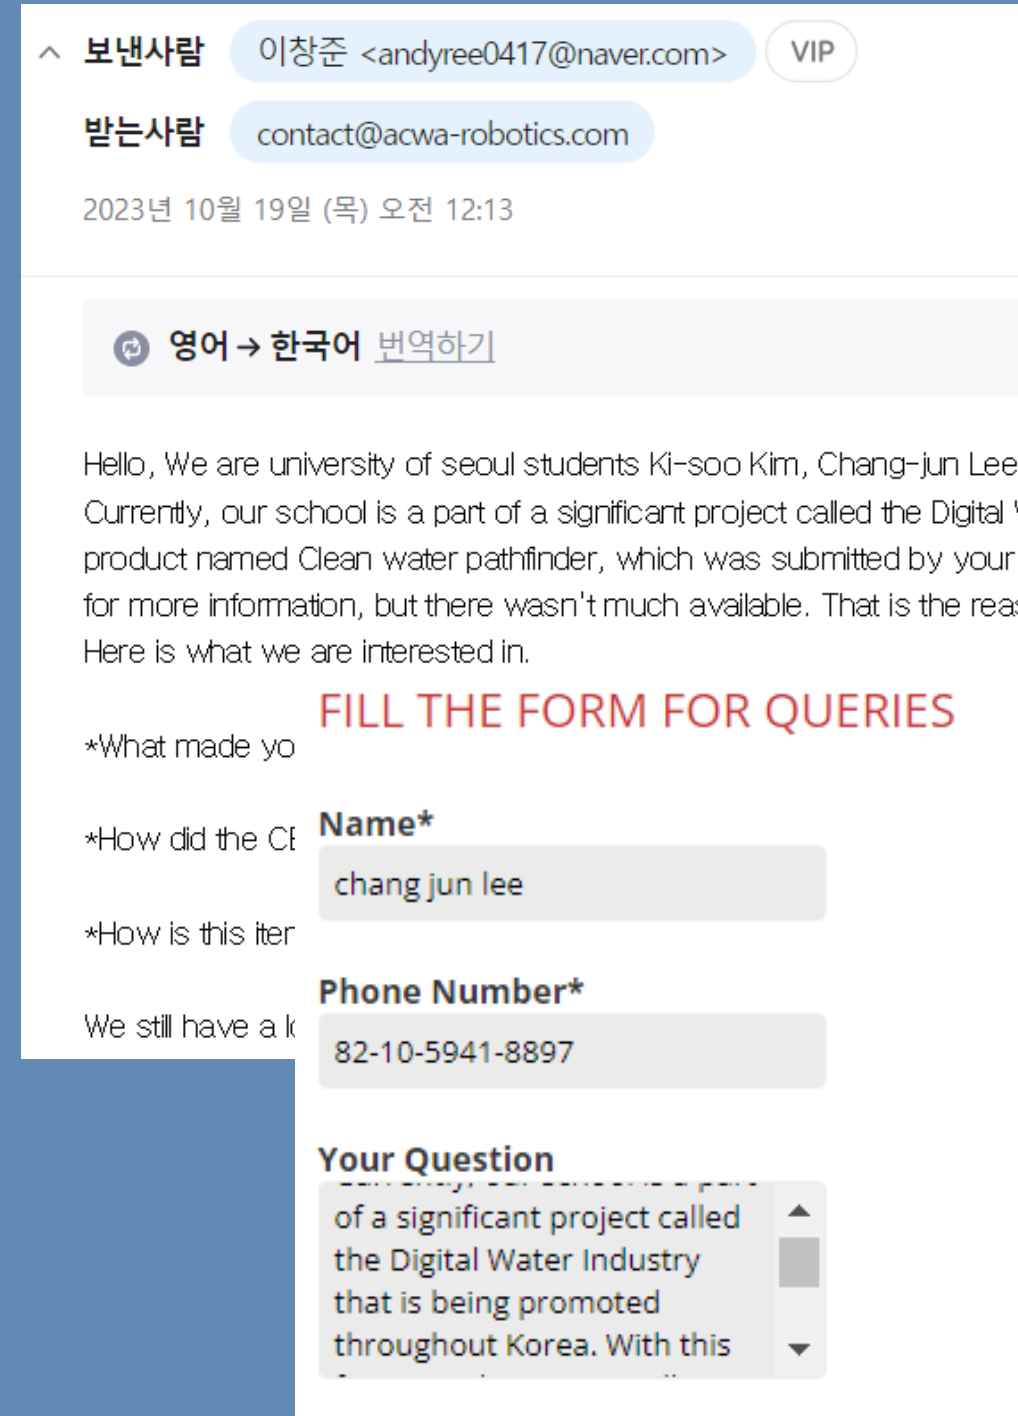 보낸사람 이창준 <andyree0417@naver.com> VIP
받는사람 contact@acwa-robotics.com
2023년 10월 19일 (목) 오전 12:13
영어 → 한국어 번역하기
Hello, We are university of seoul students Ki-soo Kim, Chang-jun Lee
Currently, our school is a part of a significant project called the Digital
product named Clean water pathfinder, which was submitted by your
for more information, but there wasn't much available. That is the
Here is what we are interested in.
*What made
*How did the
*How is this
We still have a
FILL THE FORM FOR QUERIES
Name*
chang jun lee
Phone Number*
82-10-5941-8897
Your Question
of a significant project called
the Digital Water Industry
that is being promoted
throughout Korea. With this